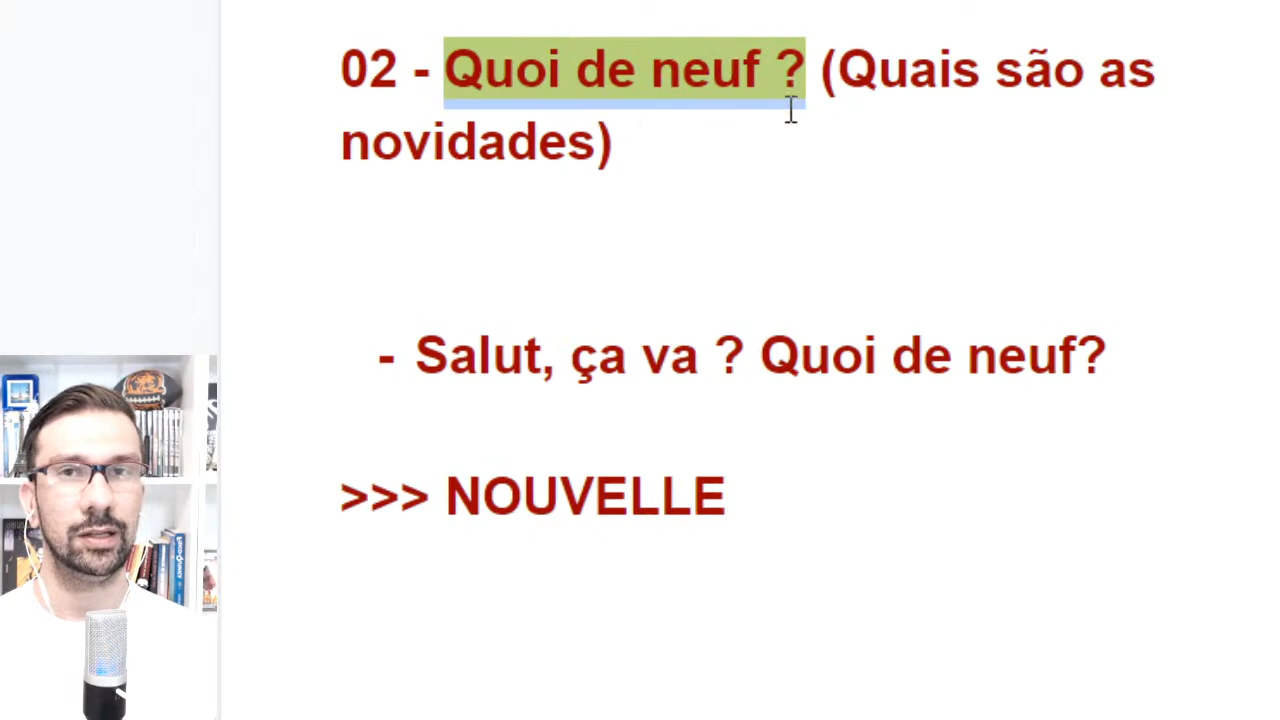 02 - Quoi de neuf ? (Quais são as
novidades)
- Salut, ça va ? Quoi de neuf?
>>> NOUVELLE